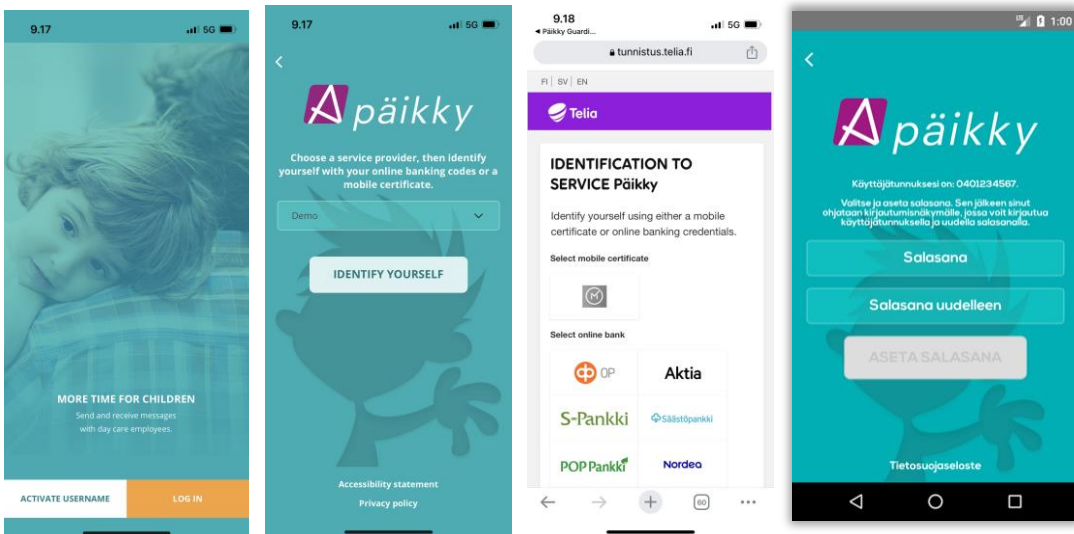 9.17
5G
MORE TIME FOR CHILDREN
Send and receive messages
with day care employees.
ACTIVATE USERNAME
LOG IN
9.17
5G
päikky
Choose a service provider, then identify
yourself with your online banking codes or a
mobile certificate.
Demo
IDENTIFY YOURSELF
Accessibility statement
Privacy policy
9.18
5G
Päikky Guardi...
tunnistus.telia.fi
FI | SV | EN
Telia
IDENTIFICATION TO
SERVICE Päikky
Identify yourself using either a mobile
certificate or online banking credentials.
Select mobile certificate
Select online bank
OP
Aktia
S-Pankki
Säästöpankki
POP Pankki
Nordea
60
1:00
päikky
Käyttäjätunnuksesi on: 0401234567.
Valitse ja aseta salasana. Sen jälkeen sinut
ohjataan kirjautumisnäkymälle, jossa voit kirjautua
käyttäjätunnuksella ja uudella salasanalla.
Salasana
Salasana uudelleen
ASETA SALASANA
Tietosuojaseloste